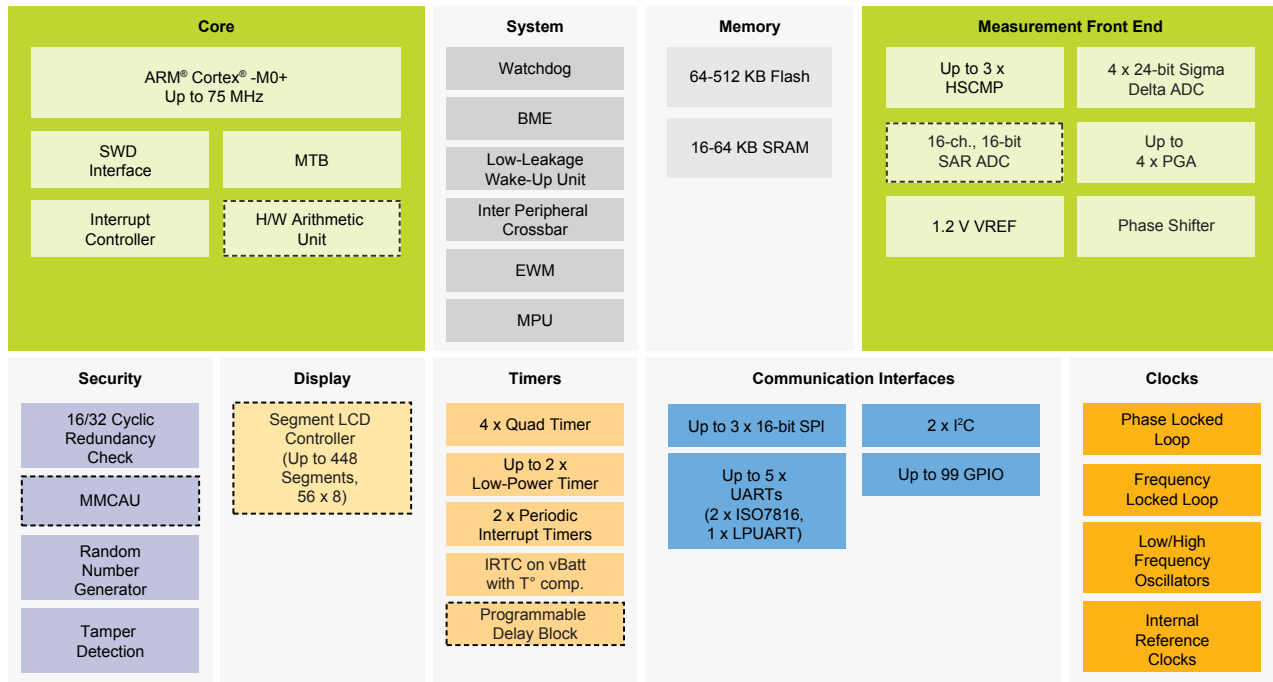 Core
ARM® Cortex® -M0+
Up to 75 MHz
SWD
Interface
MTB
Interrupt
Controller
H/W Arithmetic
Unit
System
Watchdog
BME
Low-Leakage
Wake-Up Unit
Inter Peripheral
Crossbar
EWM
MPU
Memory
64-512 KB Flash
16-64 KB SRAM
Measurement Front End
Up to 3 x
HSCMP
4 x 24-bit Sigma
Delta ADC
16-ch., 16-bit
SAR ADC
Up to
4 x PGA
1.2 V VREF
Phase Shifter
Security
16/32 Cyclic
Redundancy
Check
MMCAU
Random
Number
Generator
Tamper
Detection
Display
Segment LCD
Controller
(Up to 448
Segments,
56 x 8)
Timers
4 x Quad Timer
Up to 2 x
Low-Power Timer
2 x Periodic
Interrupt Timers
IRTC on vBatt
with T° comp.
Programmable
Delay Block
Communication Interfaces
Up to 3 x 16-bit SPI
2 x I²C
Up to 5 x
UARTs
(2 x ISO7816,
1 x LPUART)
Up to 99 GPIO
Clocks
Phase Locked
Loop
Frequency
Locked Loop
Low/High
Frequency
Oscillators
Internal
Reference
Clocks